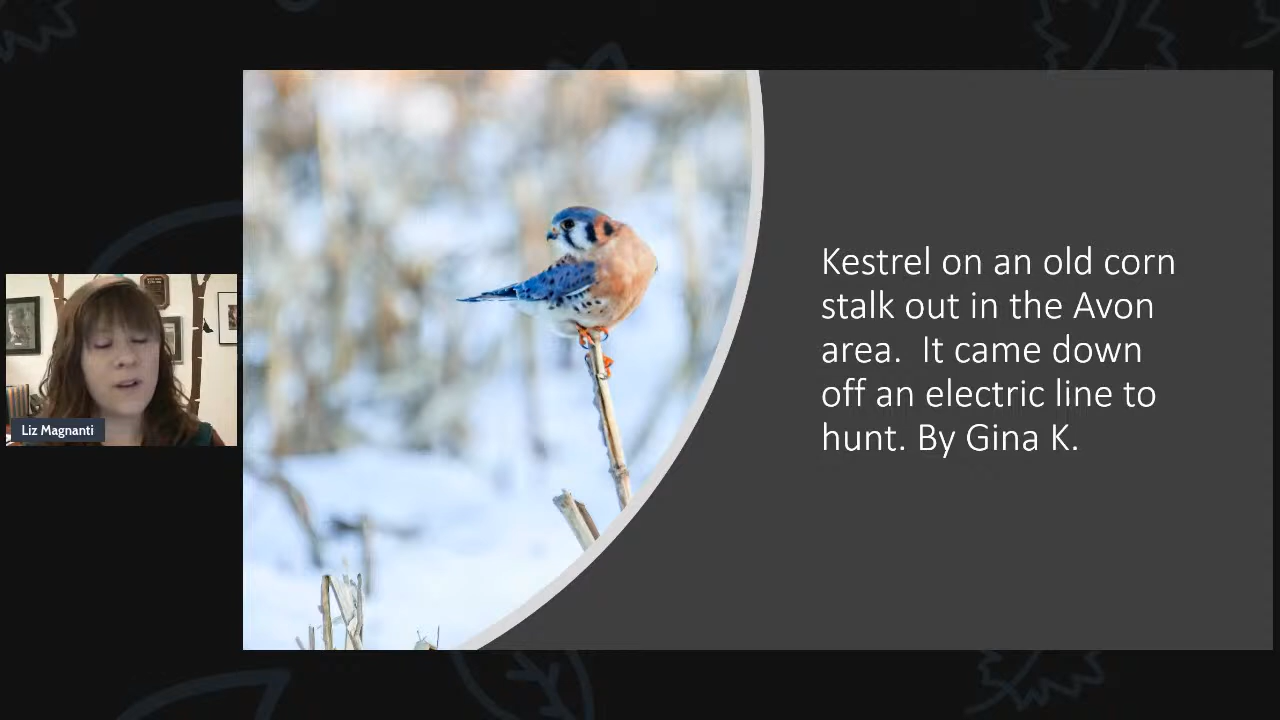 Kestrel on an old corn
stalk out in the Avon
area.  It came down
off an electric line to
hunt. By Gina K.
Liz Magnanti